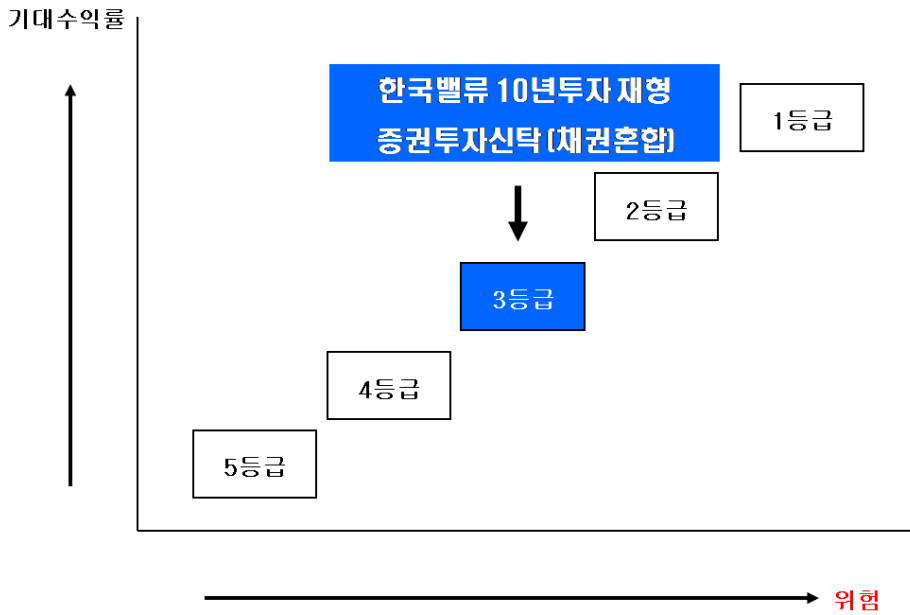 기대수익률
한국밸류 10년투자 재형
증권투자신탁 (채권혼합)
1등급
2등급
3등급
4등급
5등급
위험